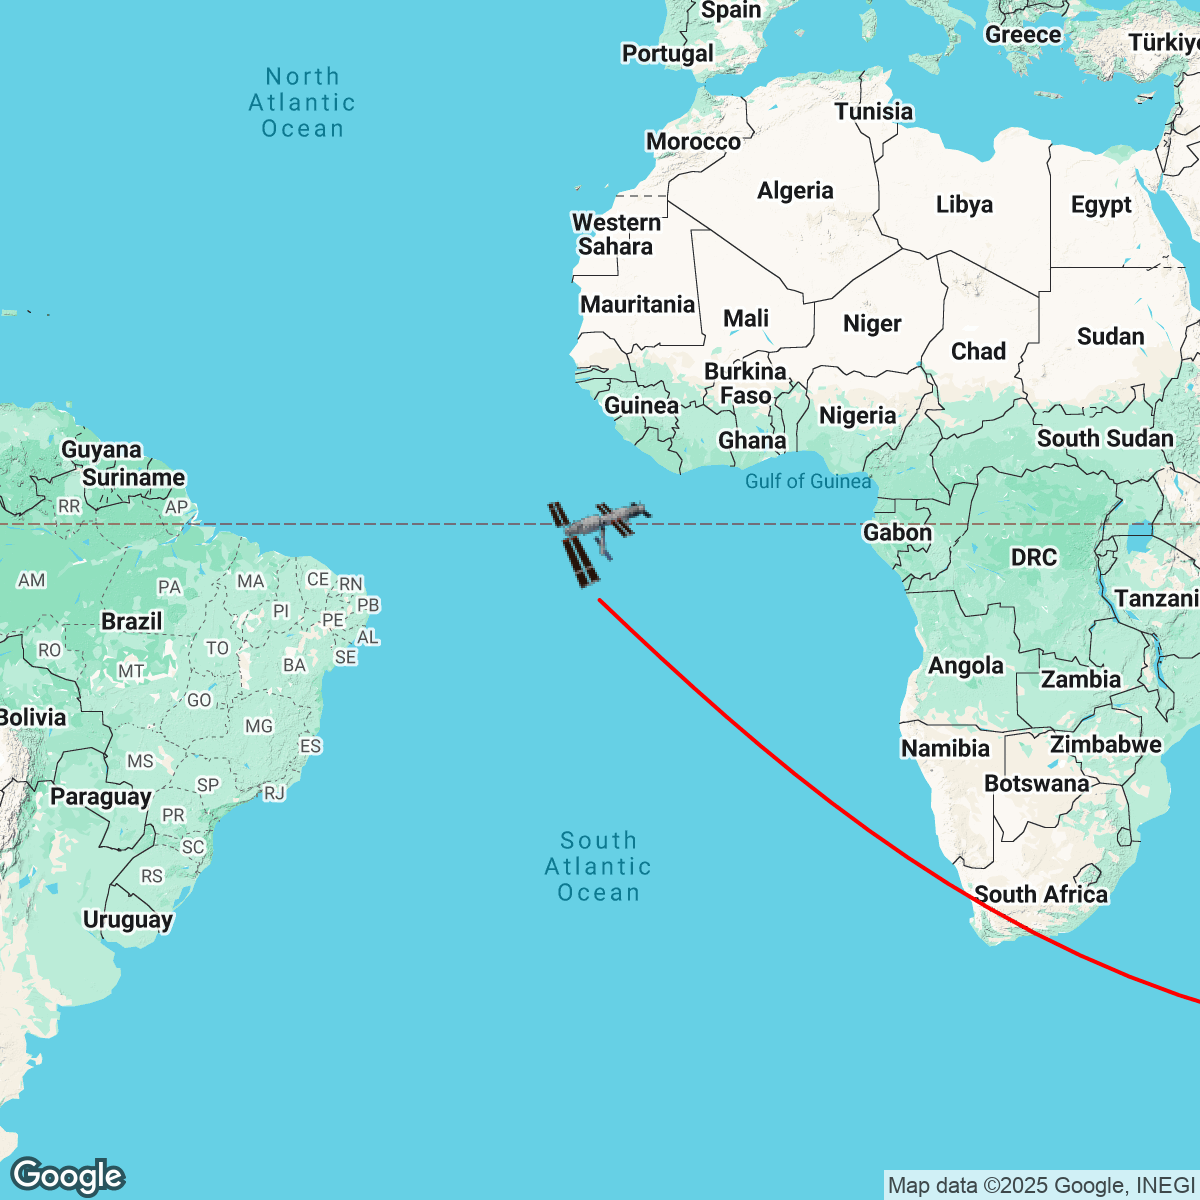 Spain
Greece
Türkiye
Portugal
North
Atlantic
Ocean
Tunisia
Morocco
Algeria
Libya
Egypt
Western
Sahara
Mauritania
Mali
Niger
Chad
Sudan
Burkina
Faso
Guinea
Nigeria
Ghana
South Sudan
Guyana
Suriname
Gulf of Guinea
RR
AP
Gabon
DRC
AM
PA
MA
CE
RN
PI
PB
Tanzani
Brazil
PE
AL
RO
TO
SE
MT
BA
Angola
Zambia
GO
Bolivia
MG
ES
Namibia
Zimbabwe
MS
SP
RJ
Botswana
Paraguay
PR
SC
South
Atlantic
Ocean
RS
South Africa
Uruguay
Google
Map data ©2025 Google, INEGI